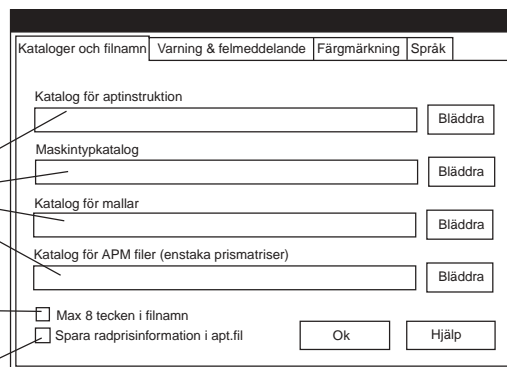 Kataloger och filnamn Varning & felmeddelande Färgmärkning Språk
Katalog för aptinstruktion
Bläddra
Maskintypkatalog
Bläddra
Katalog för mallar
Bläddra
Katalog för APM filer (enstaka prismatriser)
Bläddra
Max 8 tecken i filnamn
Spara radprisinformation i apt.fil
Ok Hjälp